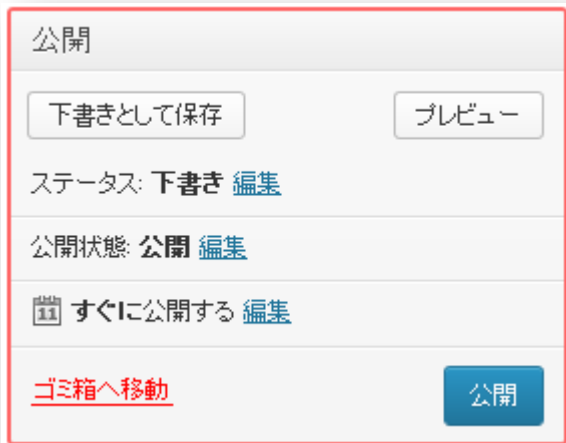 公開
下書きとして保存 プレビュー
ステータス: 下書き 編集
公開状態: 公開 編集
11 すぐに公開する 編集
ゴミ箱へ移動 公開